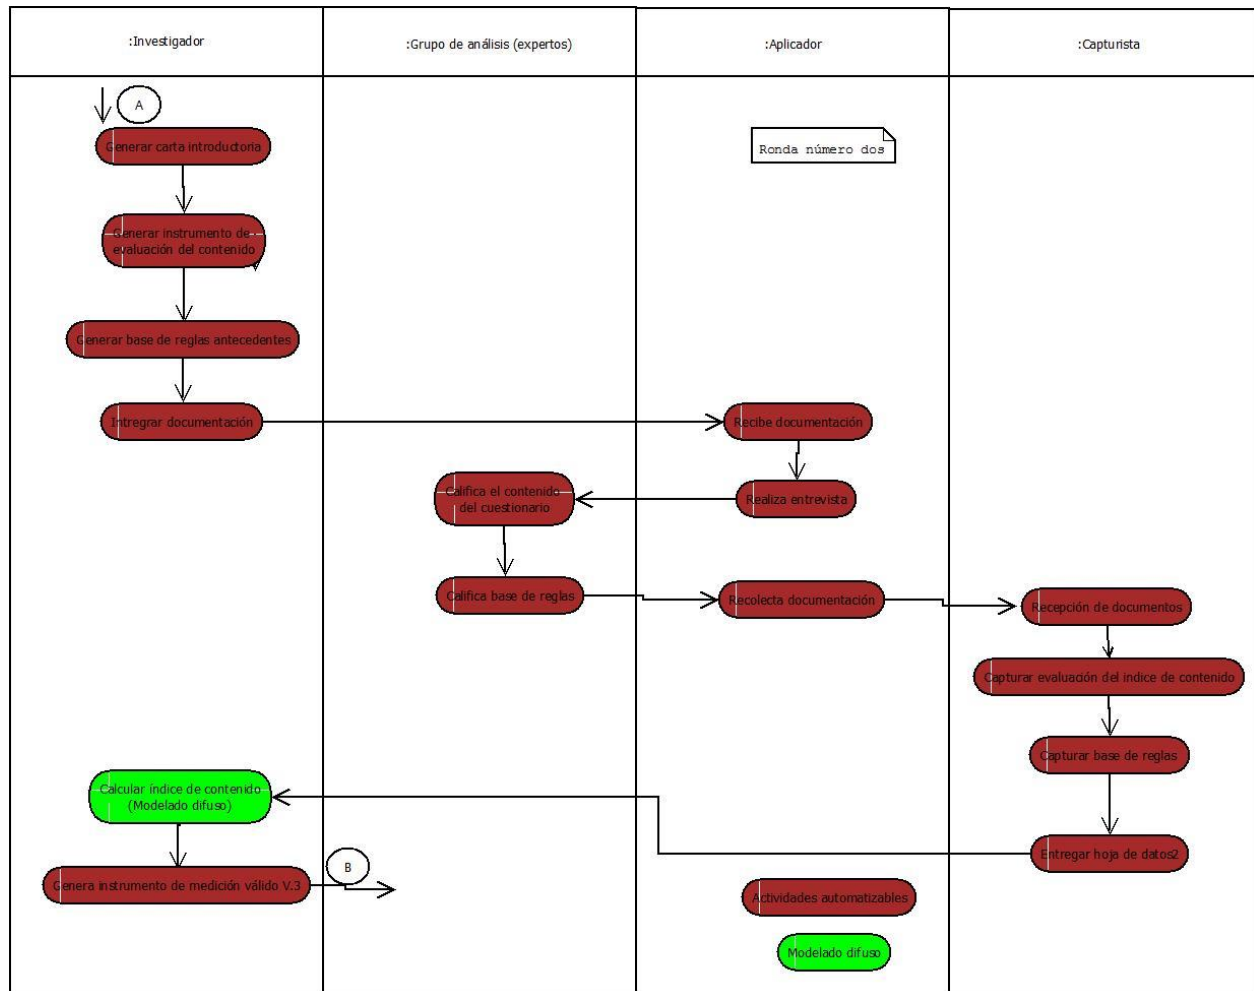 :Investigador
:Grupo de análisis (expertos)
:Aplicador
:Capturista
A
Generar carta introductoria
Ronda número dos
Generar instrumento de
evaluación del contenido
Generar base de reglas antecedentes
Intregrar documentación
Recibe documentación
Califica el contenido
del cuestionario
Realiza entrevista
Califica base de reglas
Recolecta documentación
Recepción de documentos
Capturar evaluación del indice de contenido
Capturar base de reglas
Calcular índice de contenido
(Modelado difuso)
Entregar hoja de datos2
B
Genera instrumento de medición válido V.3
Actividades automatizables
Modelado difuso